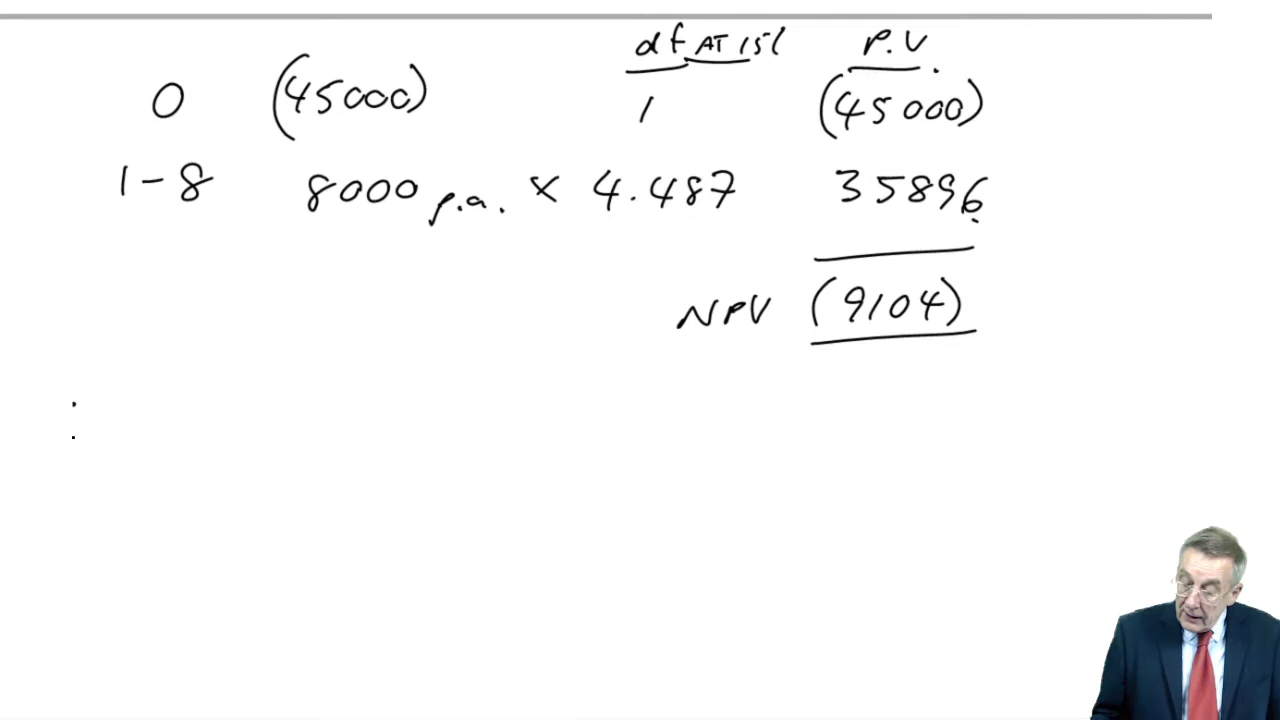 df AT 15% P.V
0 (45000) 1 (45000)
1-8 8000 p.a. × 4.487 35896
NPV (9104)